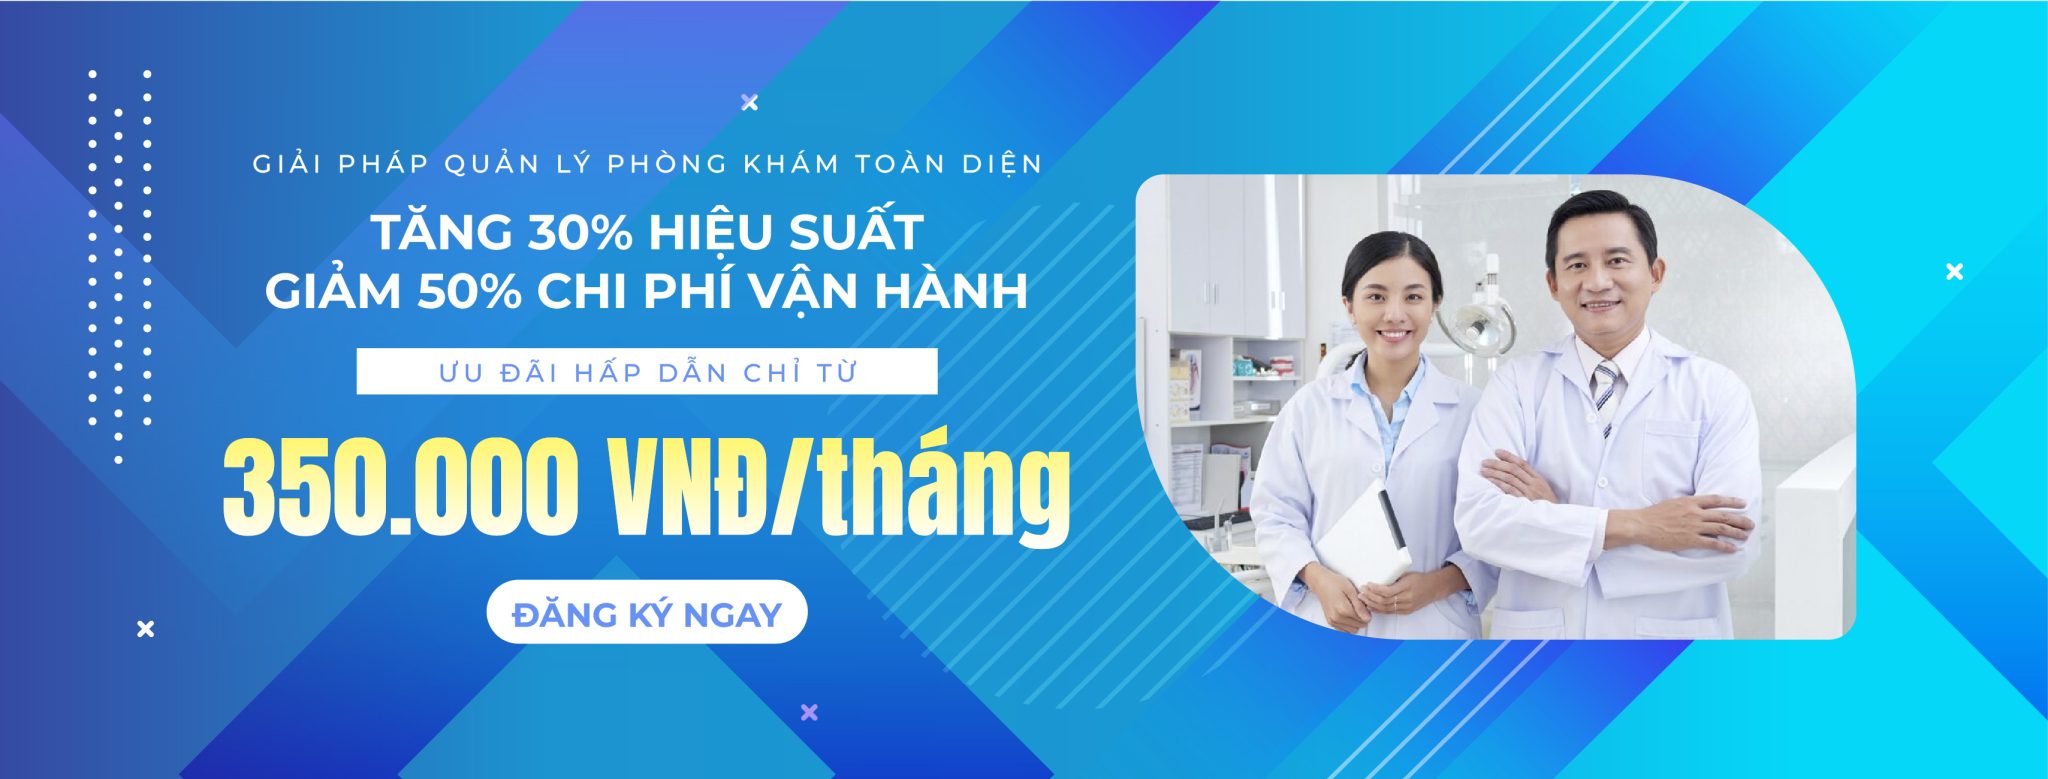 GIẢI PHÁP QUẢN LÝ PHÒNG KHÁM TOÀN DIỆN
TĂNG 30% HIỆU SUẤT
GIẢM 50% CHI PHÍ VẬN HÀNH
ƯU ĐÃI HẤP DẪN CHỈ TỪ
350.000 VNĐ/tháng
ĐĂNG KÝ NGAY